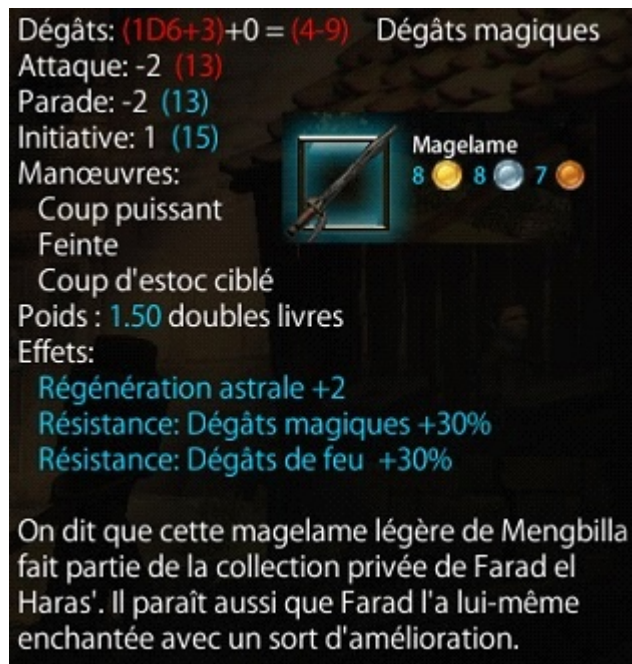 Dégâts: (1D6+3)+0 = (4-9) Dégâts magiques
Attaque: -2 (13)
Parade: -2 (13)
Initiative: 1 (15)
Magelame
8 8 7
Manœuvres:
Coup puissant
Feinte
Coup d'estoc ciblé
Poids : 1.50 doubles livres
Effets:
Régénération astrale +2
Résistance: Dégâts magiques +30%
Résistance: Dégâts de feu +30%
On dit que cette magelame légère de Mengbilla
fait partie de la collection privée de Farad el
Haras'. Il paraît aussi que Farad l'a lui-même
enchantée avec un sort d'amélioration.